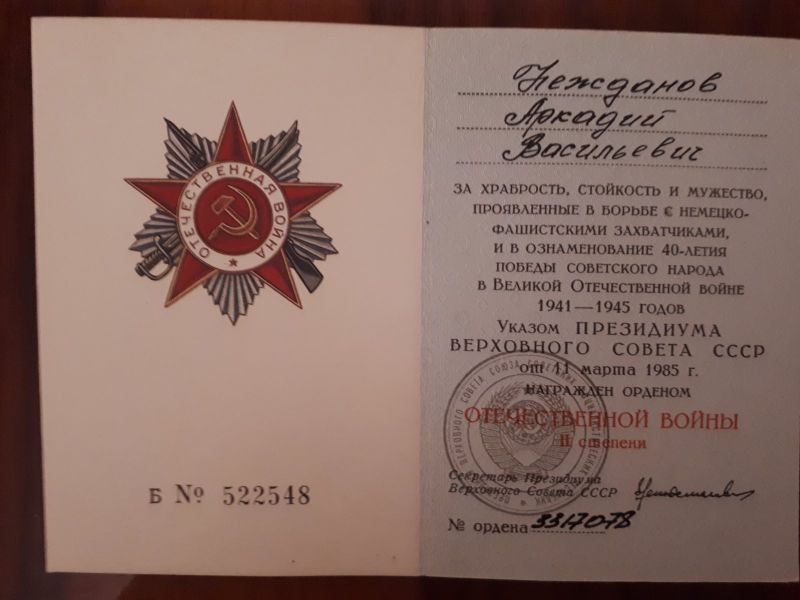 ОТЕЧЕСТВЕННАЯ ВОЙНА
Б № 522548
Нежданов
Аркадий
Васильевич
ЗА ХРАБРОСТЬ, СТОЙКОСТЬ И МУЖЕСТВО,
ПРОЯВЛЕННЫЕ В БОРЬБЕ С НЕМЕЦКО-
ФАШИСТСКИМИ ЗАХВАТЧИКАМИ,
И В ОЗНАМЕНОВАНИЕ 40-ЛЕТИЯ
ПОБЕДЫ СОВЕТСКОГО НАРОДА
В ВЕЛИКОЙ ОТЕЧЕСТВЕННОЙ ВОЙНЕ
1941—1945 ГОДОВ
УКАЗОМ ПРЕЗИДИУМА
ВЕРХОВНОГО СОВЕТА СССР
от 11 марта 1985 г.
НАГРАЖДЕН ОРДЕНОМ
ОТЕЧЕСТВЕННОЙ ВОЙНЫ
II степени
Секретарь Президиума
Верховного Совета СССР
№ ордена 3317078